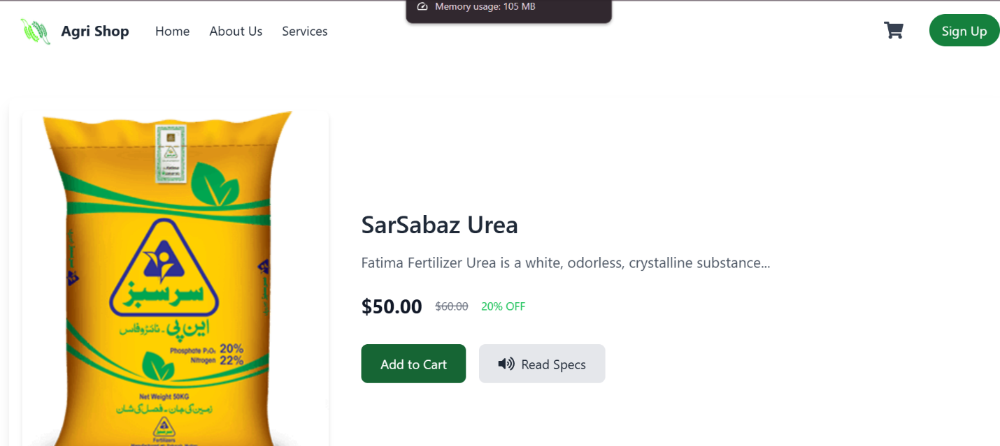 Memory usage: 105 MB
Agri Shop
Home
About Us
Services
Sign Up
سرسبز
این پی - نائٹروفاس
Phosphate P₂O₅ 20%
Nitrogen 22%
Net Weight 50KG
زمین کی جان - فصل کی شان
سرسبز
Fertilizers
SarSabaz Urea
Fatima Fertilizer Urea is a white, odorless, crystalline substance...
$50.00 $60.00 20% OFF
Add to Cart
Read Specs